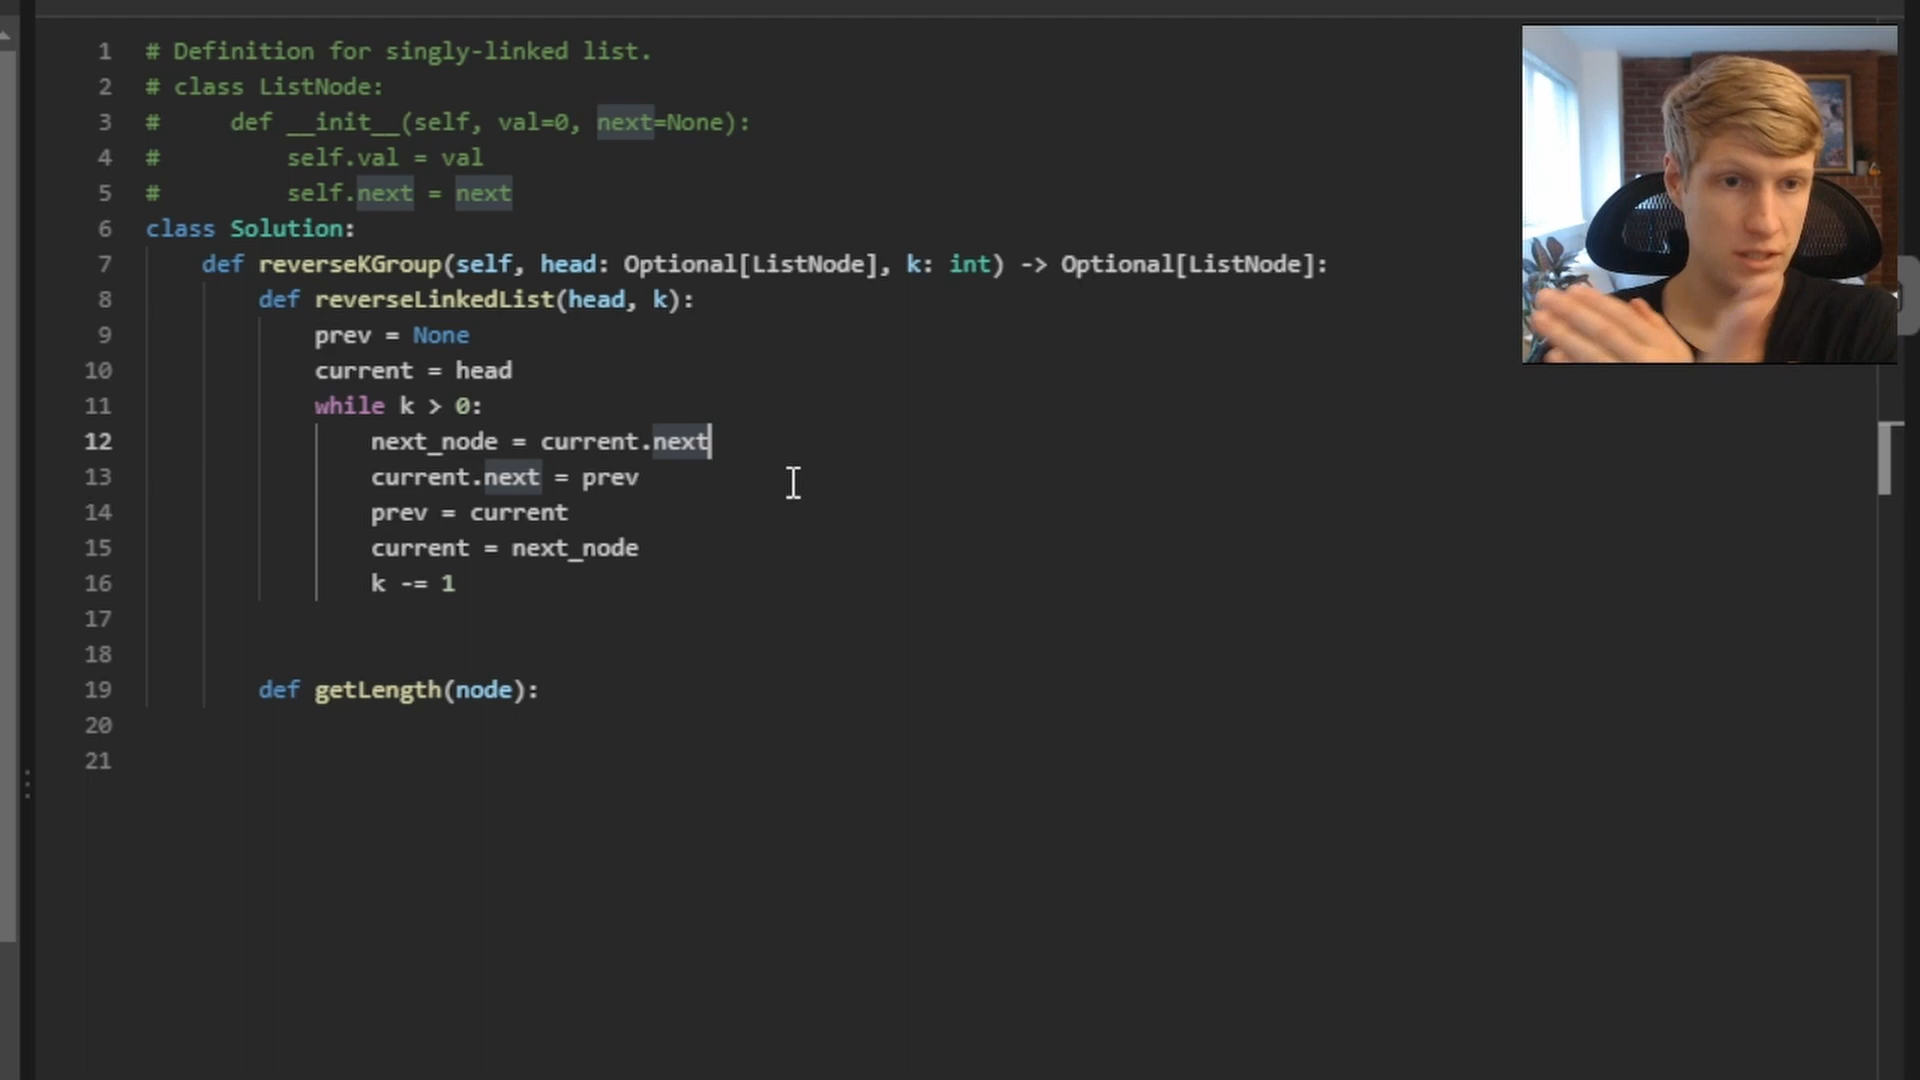 1 # Definition for singly-linked list.
2 # class ListNode:
3 #     def __init__(self, val=0, next=None):
4 #         self.val = val
5 #         self.next = next
6 class Solution:
7     def reverseKGroup(self, head: Optional[ListNode], k: int) -> Optional[ListNode]:
8         def reverseLinkedList(head, k):
9             prev = None
10             current = head
11             while k > 0:
12                 next_node = current.next
13                 current.next = prev
14                 prev = current
15                 current = next_node
16                 k -= 1
17
18
19         def getLength(node):
20
21